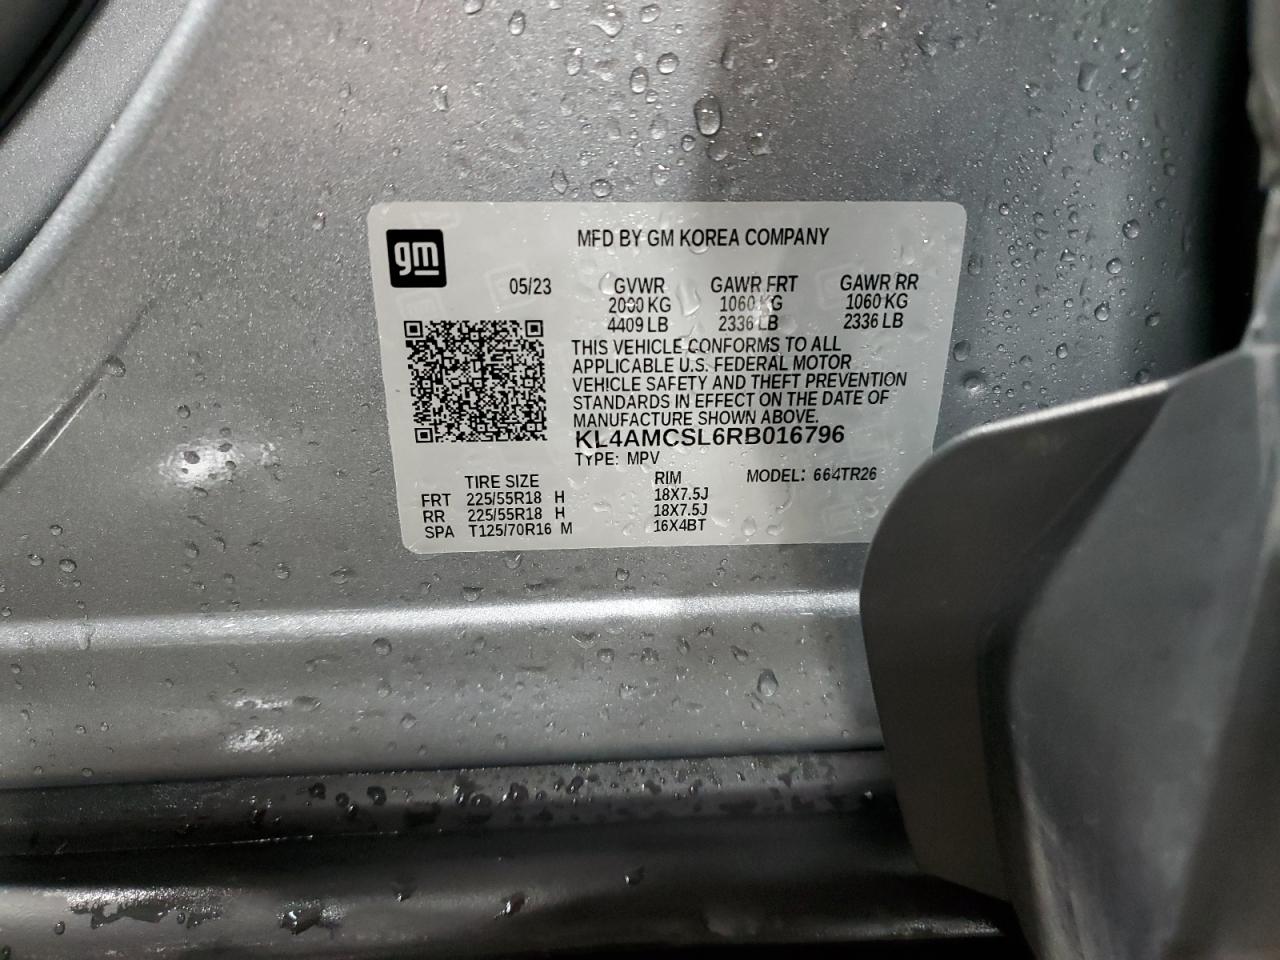 gm
MFD BY GM KOREA COMPANY
05/23 GVWR GAWR FRT GAWR RR
2000 KG 1060 KG 1060 KG
4409 LB 2336 LB 2336 LB
THIS VEHICLE CONFORMS TO ALL
APPLICABLE U.S. FEDERAL MOTOR
VEHICLE SAFETY AND THEFT PREVENTION
STANDARDS IN EFFECT ON THE DATE OF
MANUFACTURE SHOWN ABOVE.
KL4AMCSL6RB016796
TYPE: MPV
TIRE SIZE RIM MODEL: 664TR26
FRT 225/55R18 H 18X7.5J
RR 225/55R18 H 18X7.5J
SPA T125/70R16 M 16X4BT